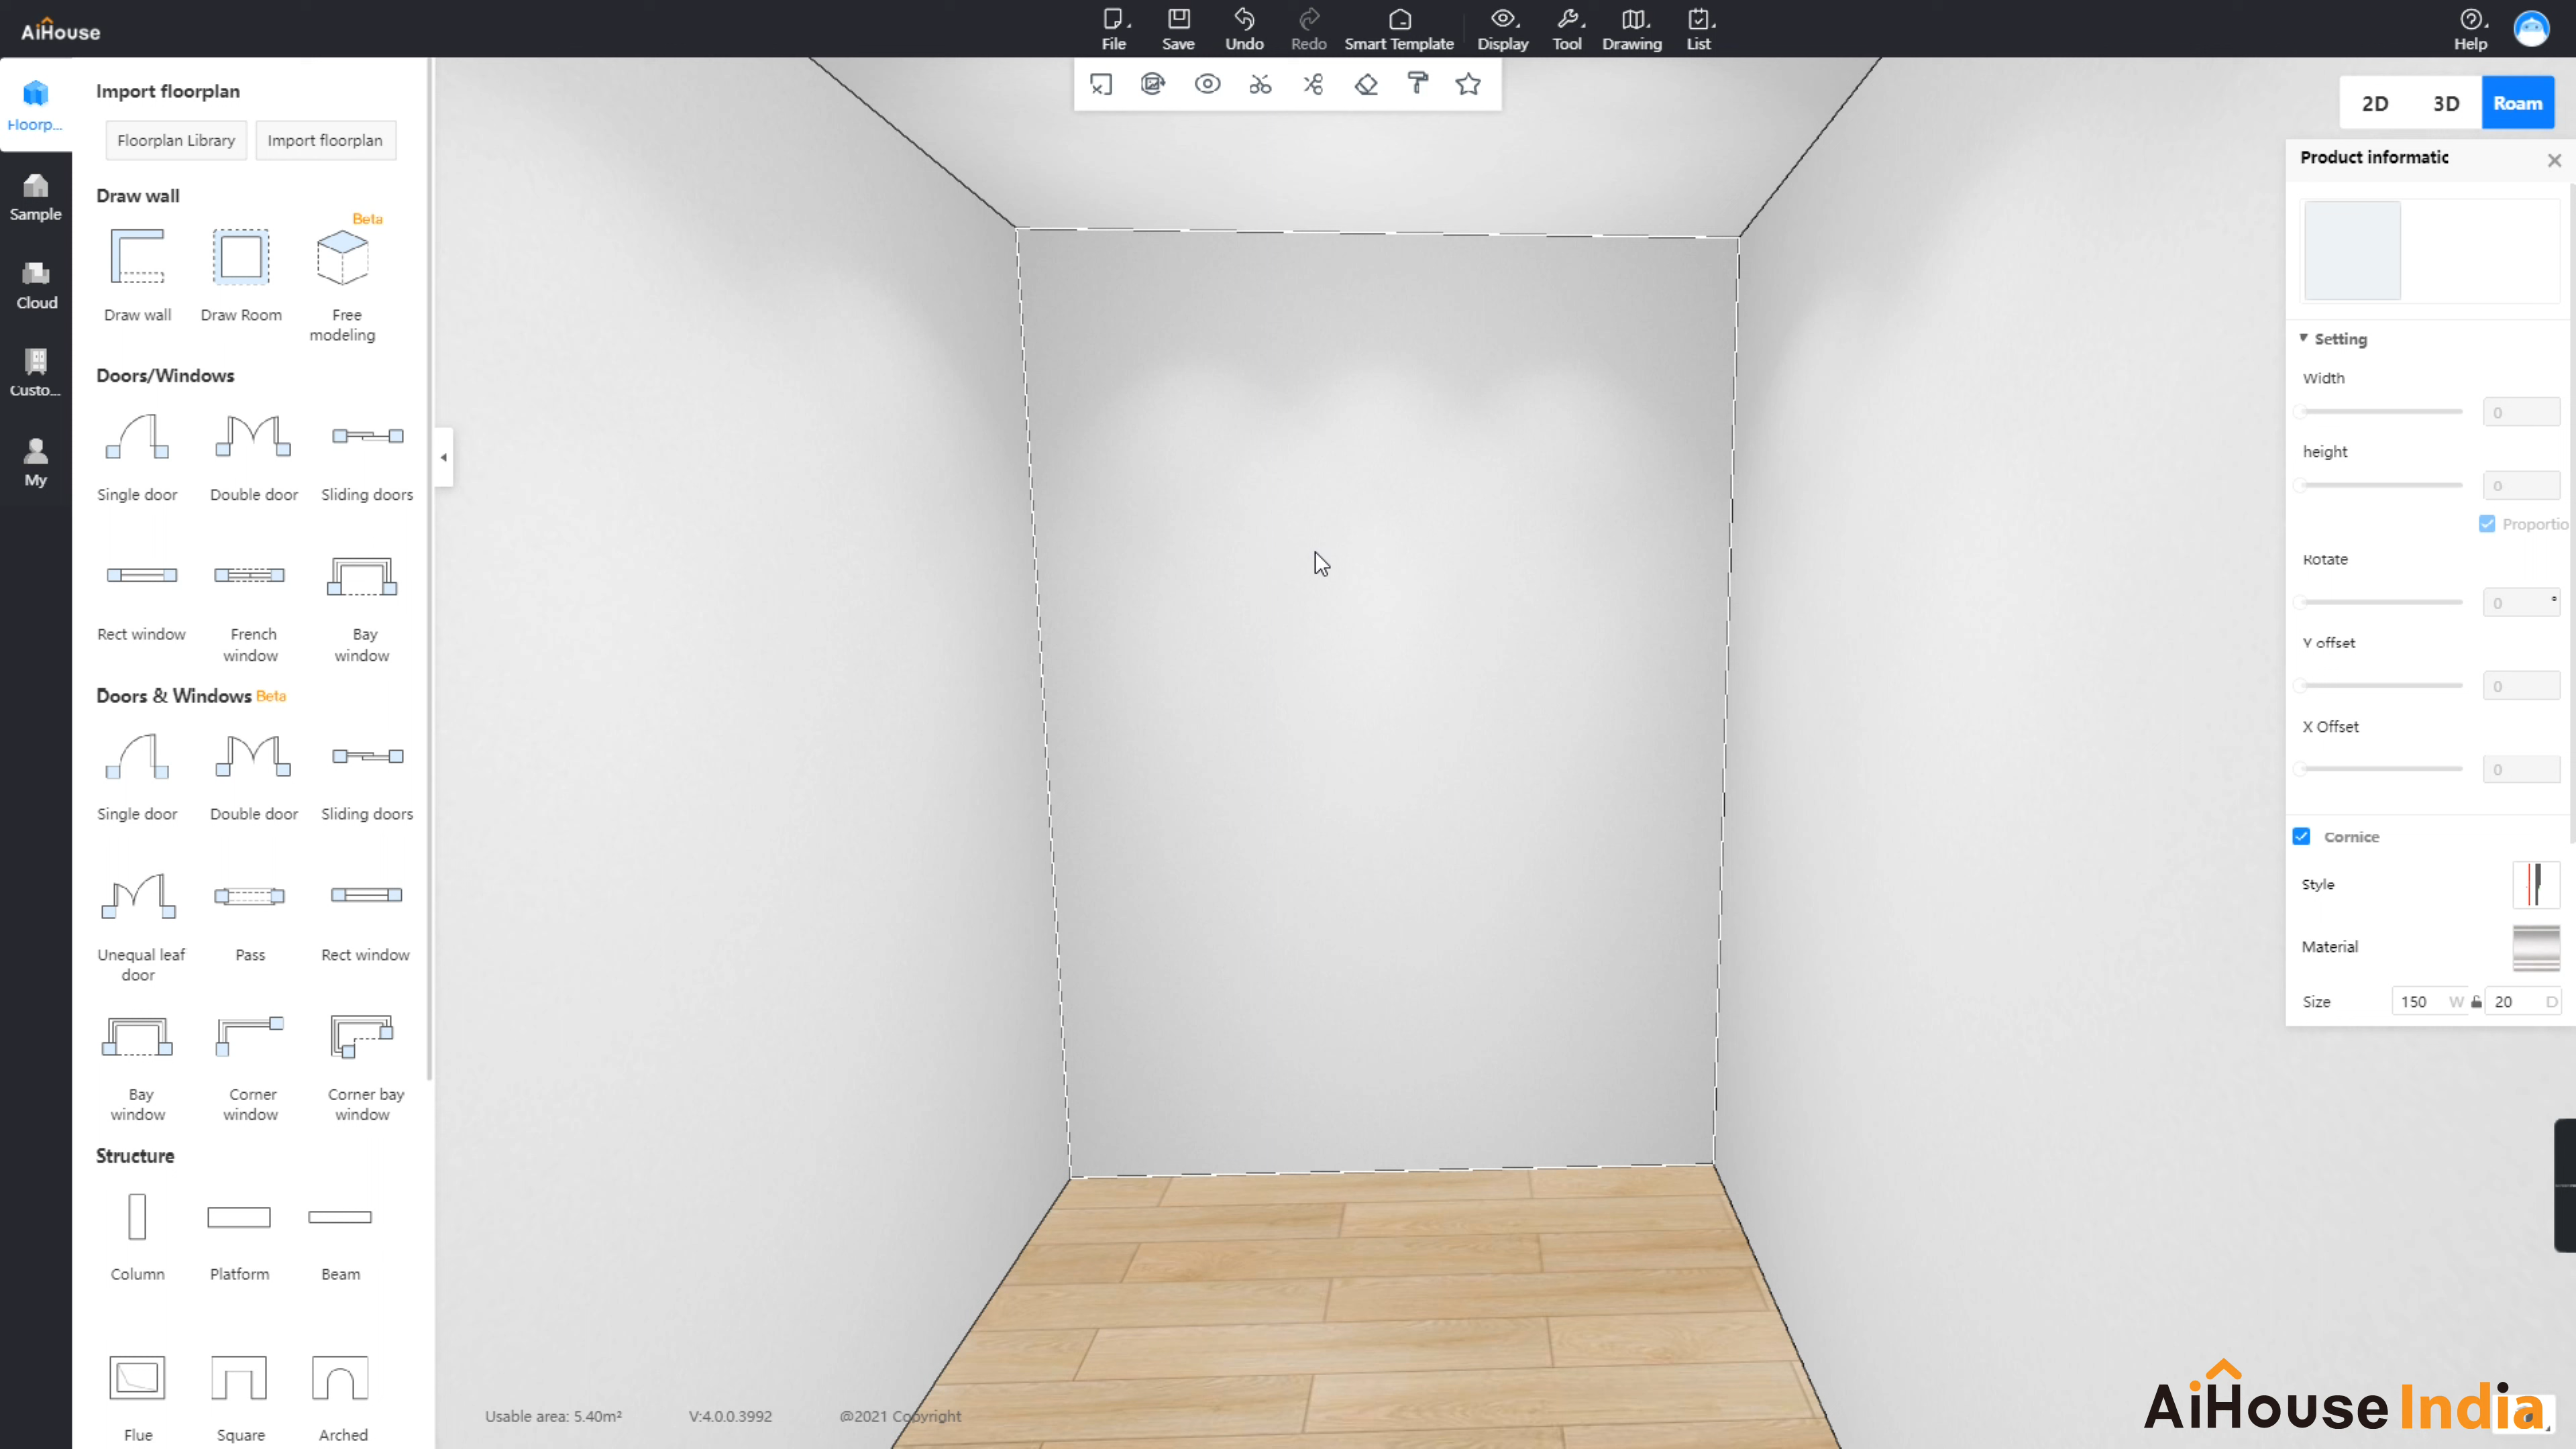 AiHouse
File
Save
Undo
Redo
Smart Template
Display
Tool
Drawing
List
Help
Floorp...
Sample
Cloud
Custo...
My
Import floorplan
Floorplan Library
Import floorplan
Draw wall
Beta
Draw wall
Draw Room
Free
modeling
Doors/Windows
Single door
Double door
Sliding doors
Rect window
French
window
Bay
window
Doors & Windows Beta
Single door
Double door
Sliding doors
Unequal leaf
door
Pass
Rect window
Bay
window
Corner
window
Corner bay
window
Structure
Column
Platform
Beam
Flue
Square
Arched
2D
3D
Roam
Product informatic
Setting
Width
0
height
0
Proportio
Rotate
0 °
Y offset
0
X Offset
0
Cornice
Style
Material
Size
150 W
20 D
Usable area: 5.40m²
V:4.0.0.3992
@2021 Copyright
AiHouse India